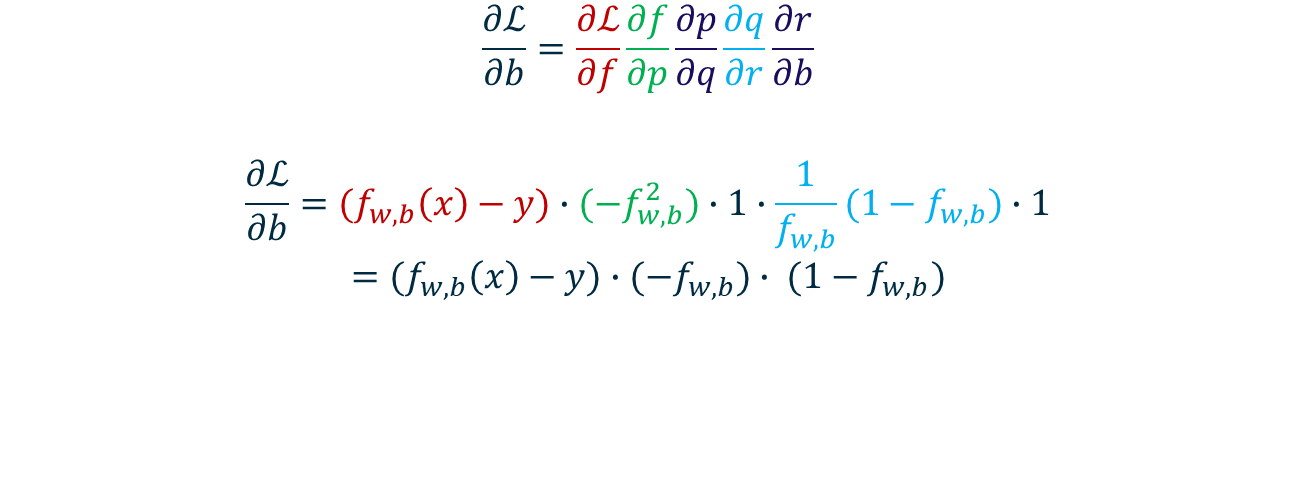 ∂ℒ/∂b = ∂ℒ/∂f ∂f/∂p ∂p/∂q ∂q/∂r ∂r/∂b
∂ℒ/∂b = (f_{w,b}(x) − y) · (−f_{w,b}^2) · 1 · 1/f_{w,b} (1 − f_{w,b}) · 1
= (f_{w,b}(x) − y) · (−f_{w,b}) · (1 − f_{w,b})